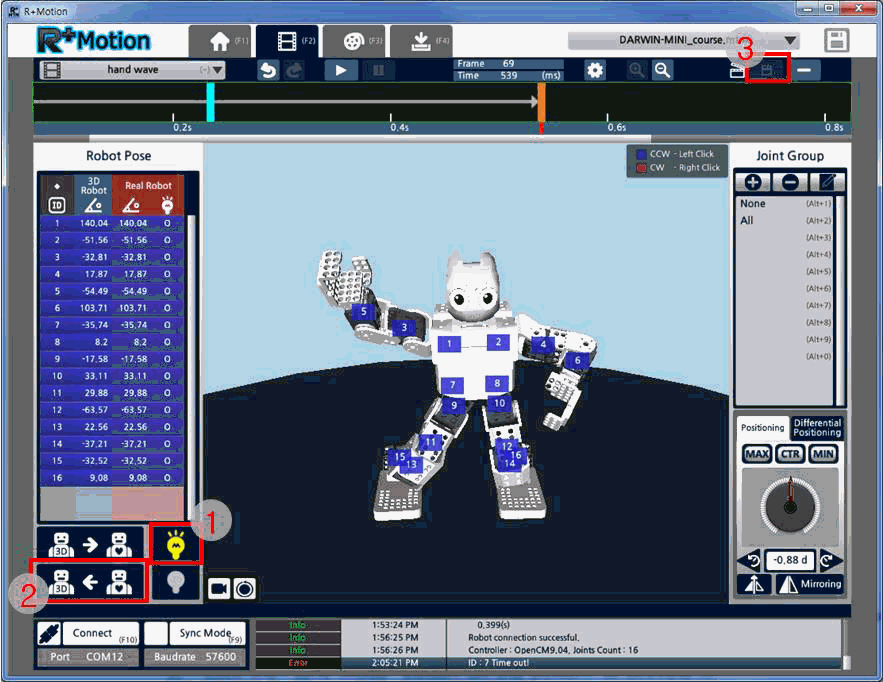 R+Motion
R+Motion
(F1)
(F2)
(F3)
(F4)
DARWIN-MINI_course.m
3
hand wave
Frame 69
Time 539 (ms)
0.2s 0.4s 0.6s 0.8s
Robot Pose
3D Robot
Real Robot
ID
1 140,04 140,04 O
2 -51,56 -51,56 O
3 -32,81 -32,81 O
4 17,87 17,87 O
5 -54,49 -54,49 O
6 103,71 103,71 O
7 -35,74 -35,74 O
8 8.2 8.2 O
9 -17,58 -17,58 O
10 33,11 33,11 O
11 29,88 29,88 O
12 -63,57 -63,57 O
13 22,56 22,56 O
14 -37,21 -37,21 O
15 -32,52 -32,52 O
16 9,08 9,08 O
CCW - Left Click
CW - Right Click
5
3
1
2
4
6
7
8
9
10
11
12
15
13
16
14
Joint Group
None (Alt+1)
All (Alt+2)
(Alt+3)
(Alt+4)
(Alt+5)
(Alt+6)
(Alt+7)
(Alt+8)
(Alt+9)
(Alt+0)
Positioning
Differential
Positioning
MAX CTR MIN
-0,88 d
Mirroring
1
3D
2
3D
Connect (F10)
Sync Mode (F9)
Port COM12
Baudrate 57600
Info 1:53:24 PM 0,399(s)
Info 1:56:25 PM Robot connection successful,
Info 1:56:26 PM Controller : OpenCM9,04, Joints Count : 16
Error 2:05:21 PM ID : 7 Time out!